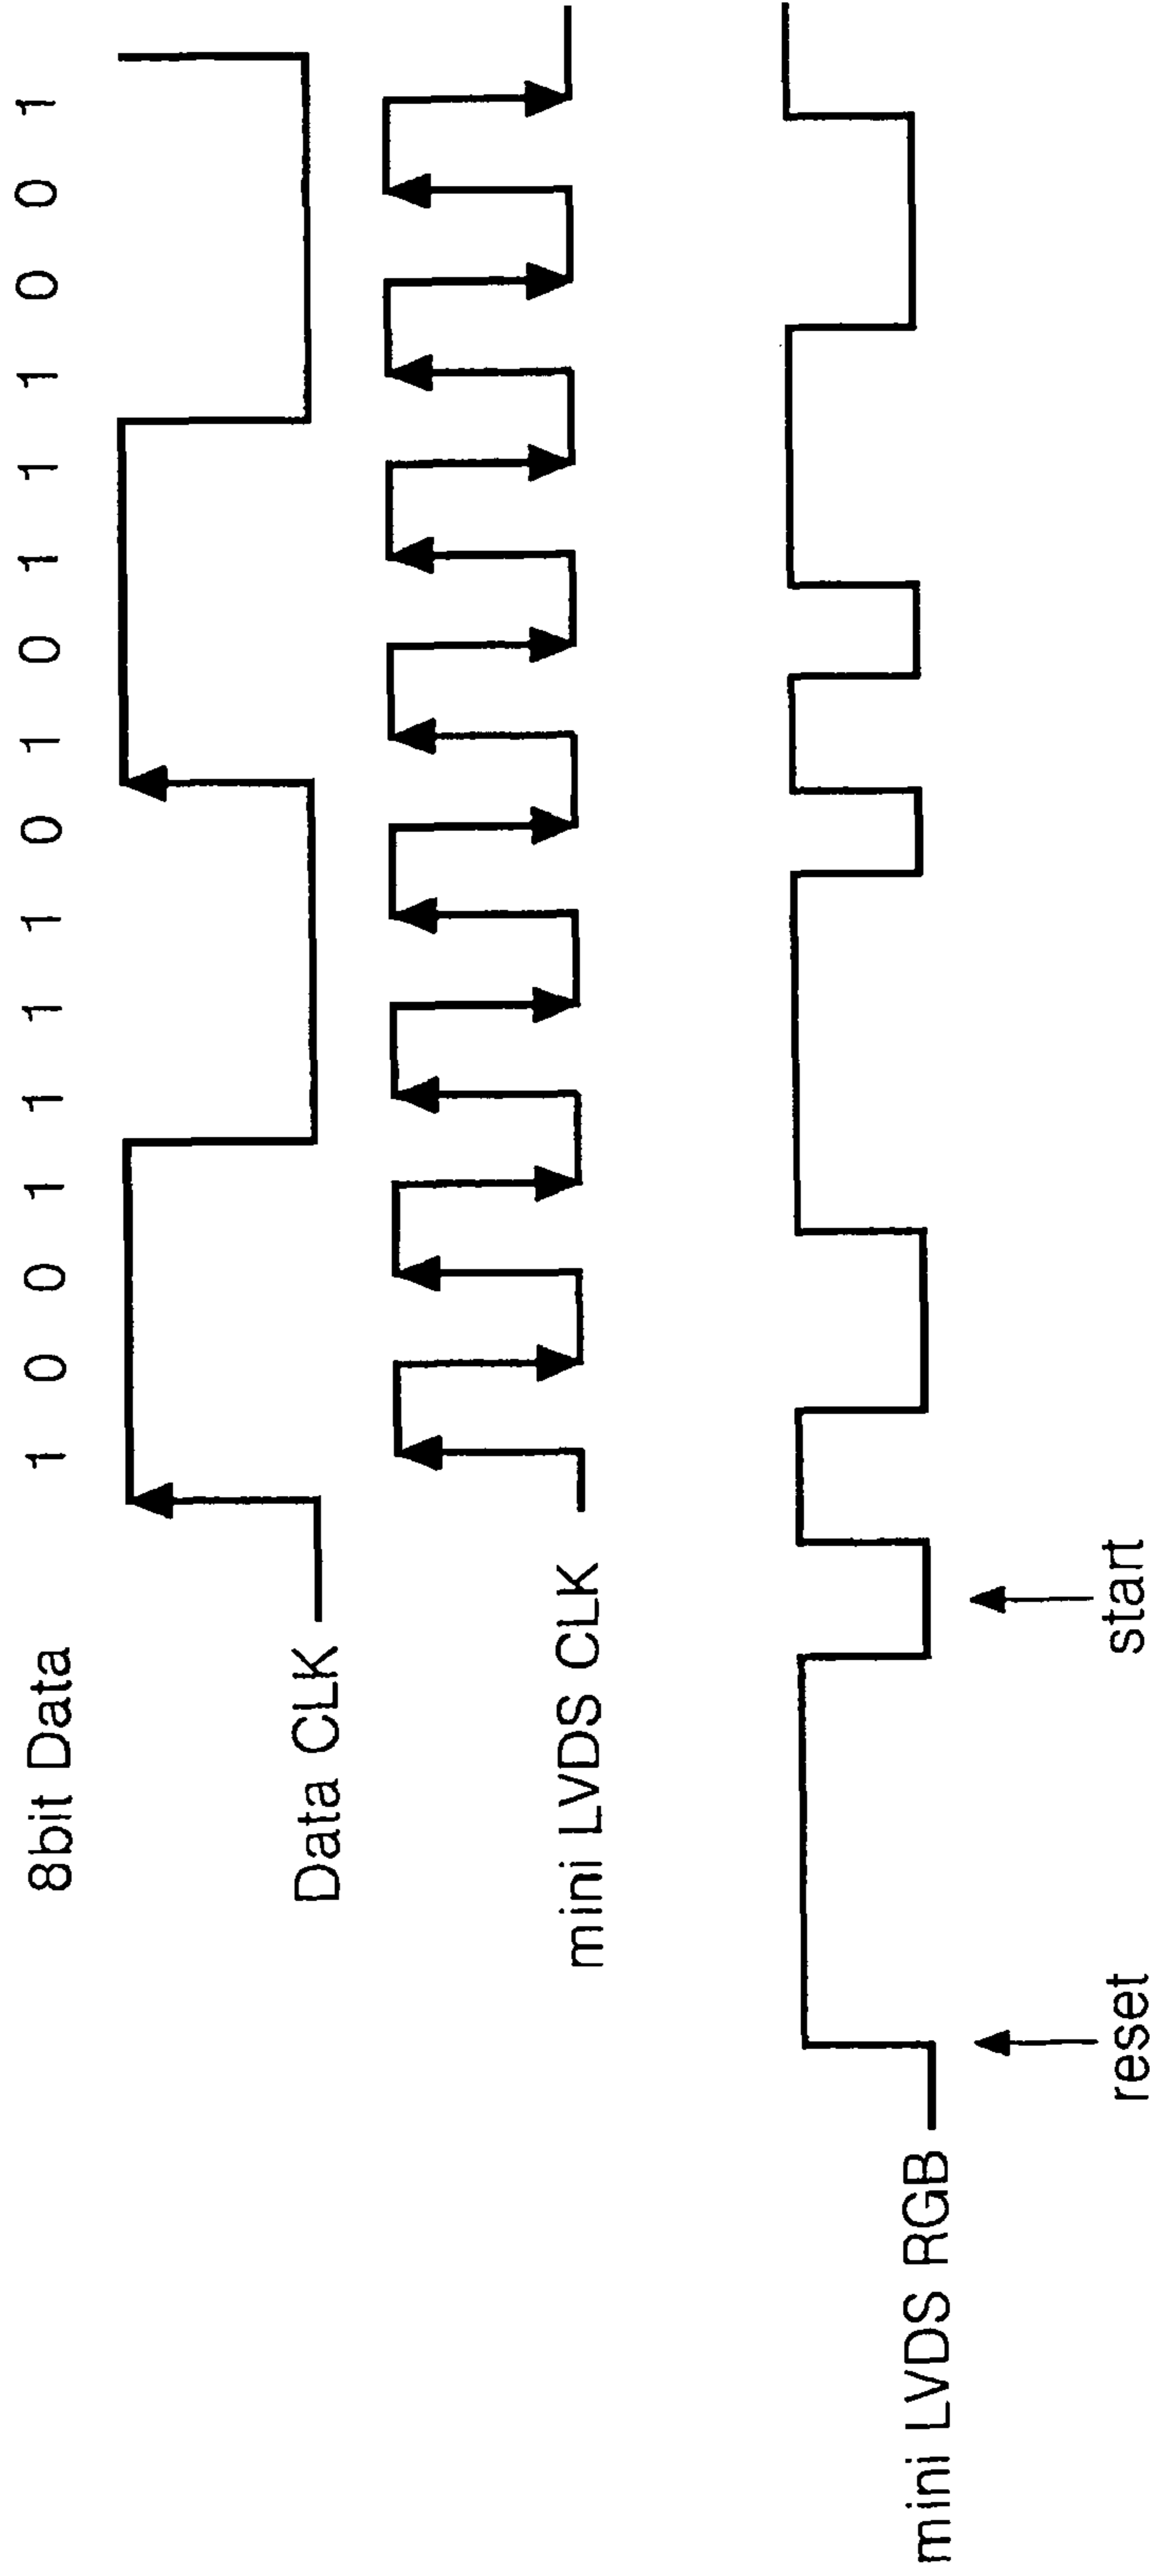 8bit Data 1 0 0 1 1 1 1 0 1 0 1 1 1 0 0 1
Data CLK
mini LVDS CLK
mini LVDS RGB
reset
start